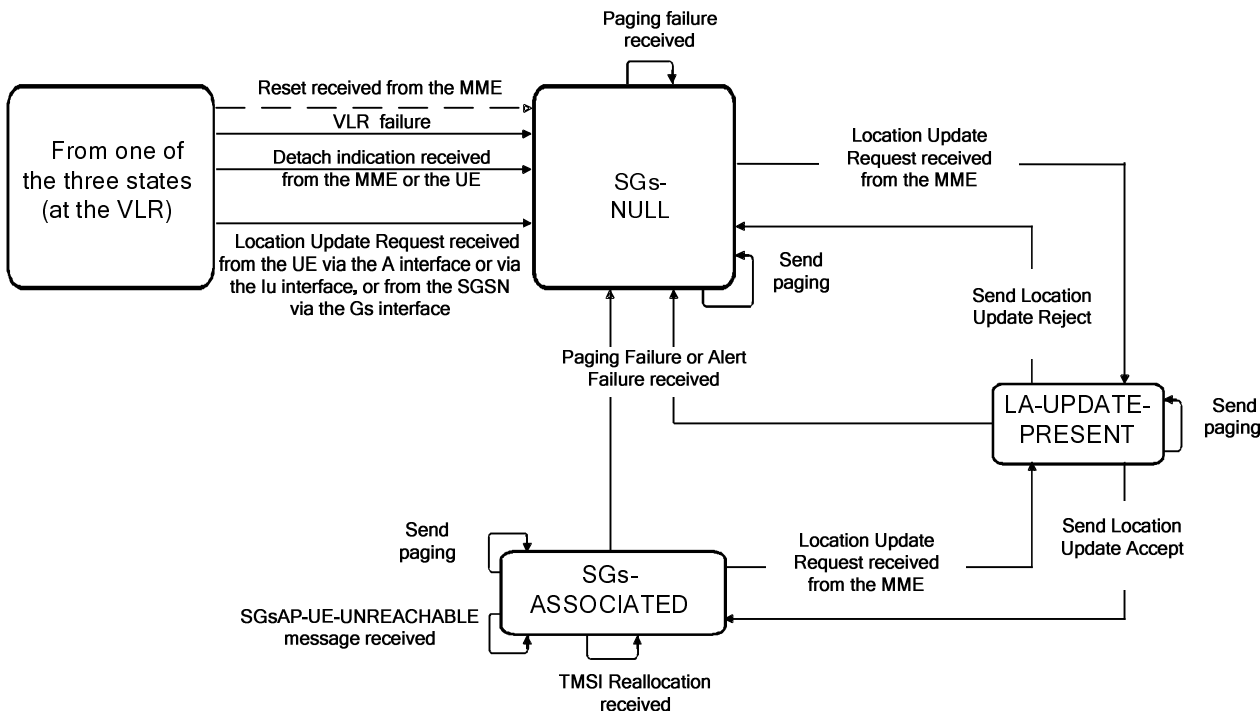 Paging failure
received
Reset received from the MME
VLR failure
Detach indication received
from the MME or the UE
Location Update Request received
from the UE via the A interface or via
the Iu interface, or from the SGSN
via the Gs interface
From one of
the three states
(at the VLR)
SGs-
NULL
Location Update
Request received
from the MME
Send
paging
Send Location
Update Reject
Paging Failure or Alert
Failure received
LA-UPDATE-
PRESENT
Send
paging
Send
paging
SGs-
ASSOCIATED
Location Update
Request received
from the MME
Send Location
Update Accept
SGsAP-UE-UNREACHABLE
message received
TMSI Reallocation
received